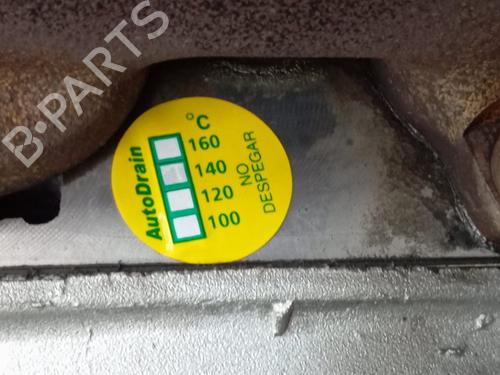 B-PARTS
AutoDrain
°C
160
140
120
100
NO
DESPEGAR